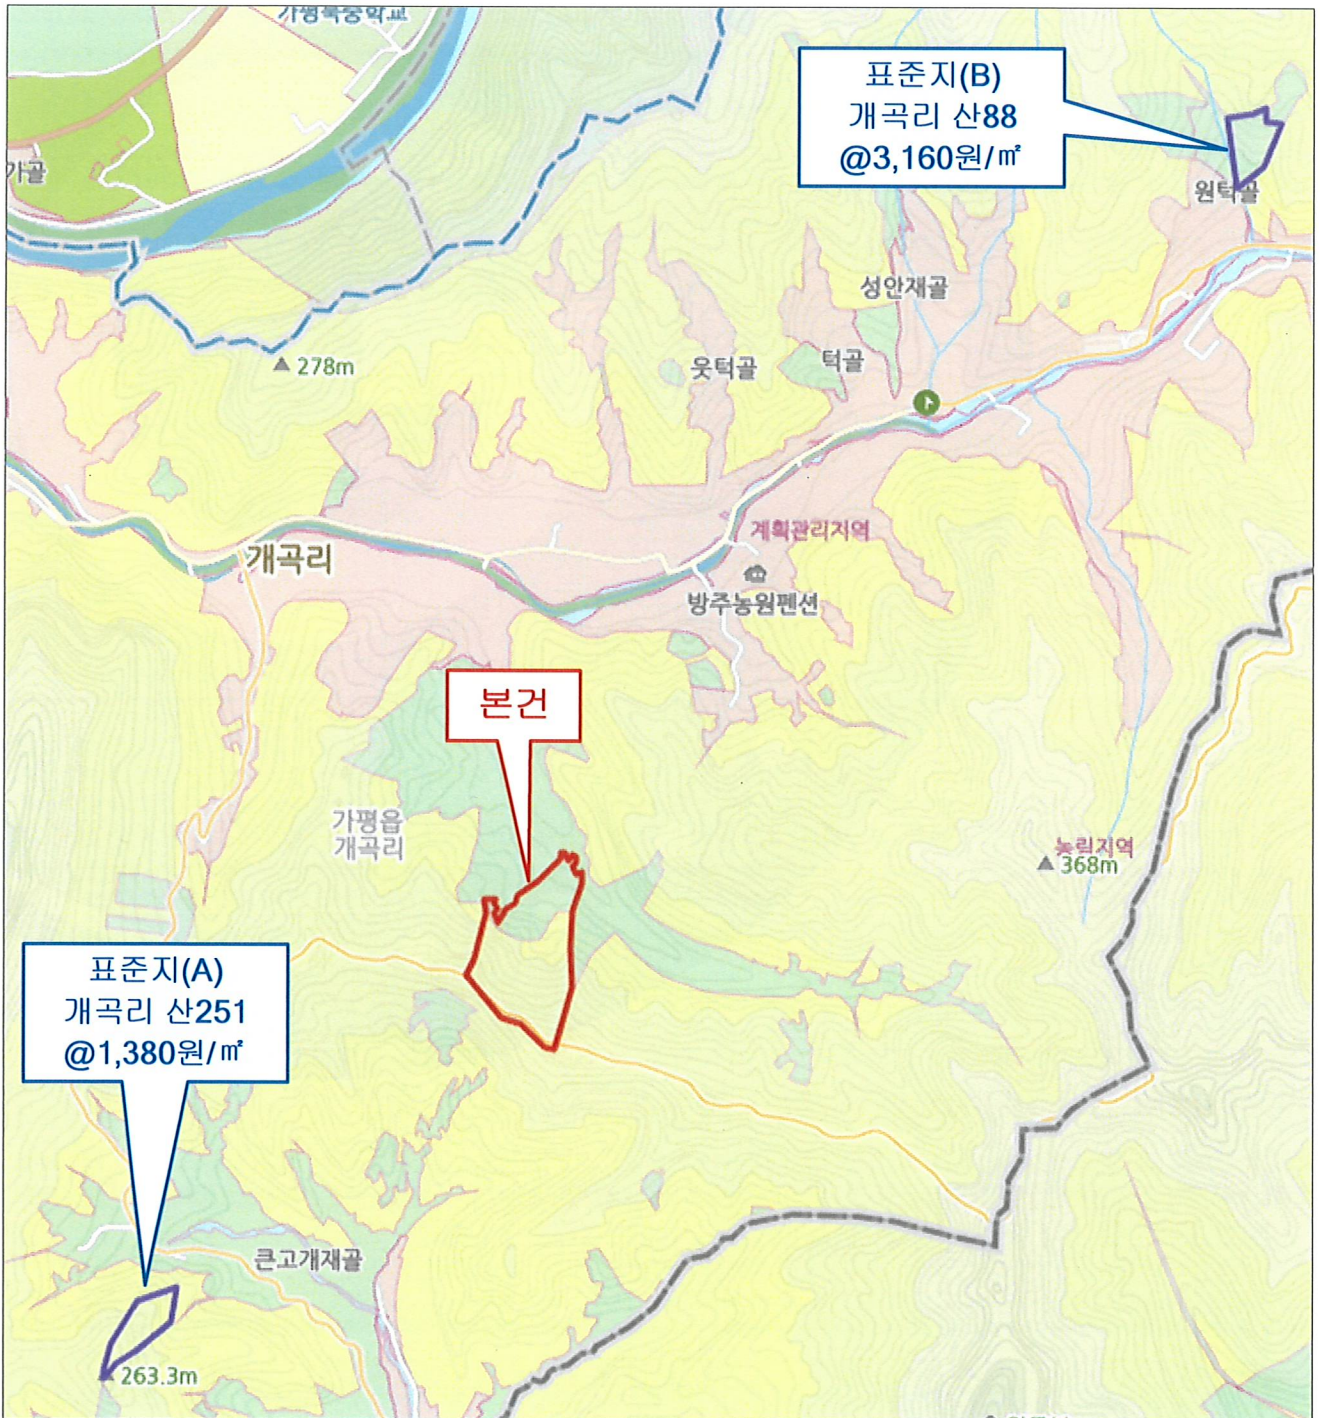 가평북중학교
표준지(B)
개곡리 산88
@3,160원/㎡
가골
원턱골
성안재골
278m
웃턱골
턱골
계획관리지역
개곡리
방주농원펜션
본건
가평읍
개곡리
농림지역
368m
표준지(A)
개곡리 산251
@1,380원/㎡
큰고개재골
263.3m